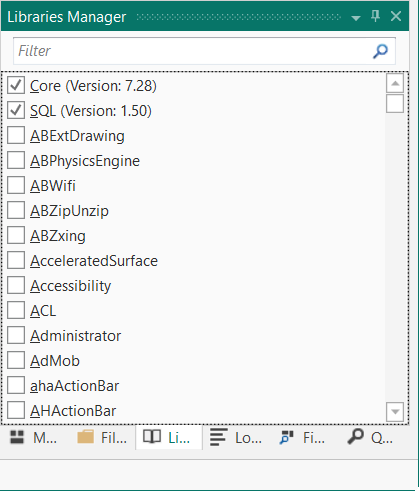 Libraries Manager
Filter
Core (Version: 7.28)
SQL (Version: 1.50)
ABExtDrawing
ABPhysicsEngine
ABWifi
ABZipUnzip
ABZxing
AcceleratedSurface
Accessibility
ACL
Administrator
AdMob
ahaActionBar
AHActionBar
M... Fil... Li... Lo... Fi... Q...